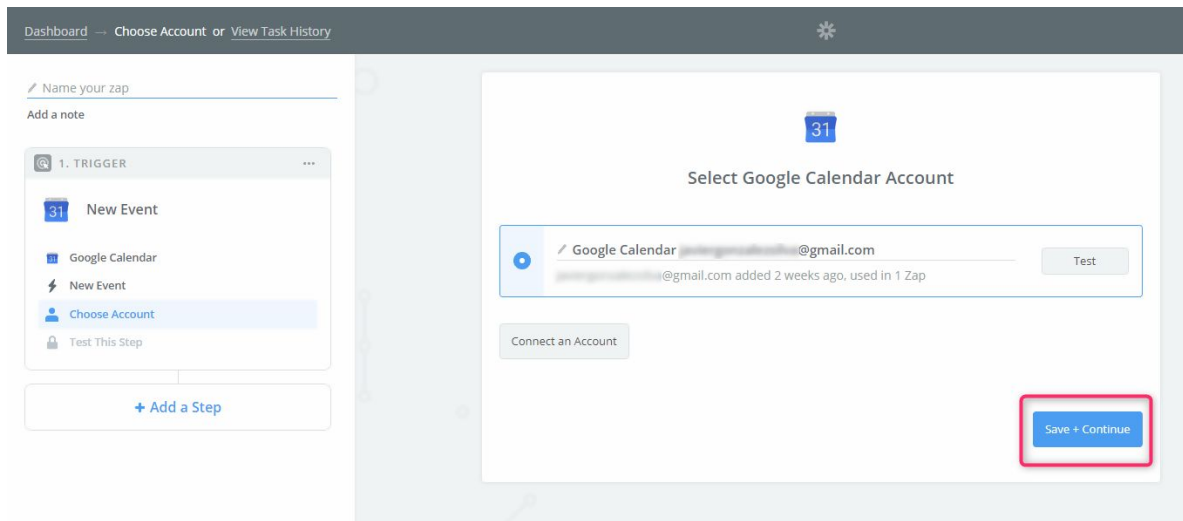 Dashboard → Choose Account or View Task History
Name your zap
Add a note
1. TRIGGER
...
31 New Event
31 Google Calendar
New Event
Choose Account
Test This Step
+ Add a Step
31
Select Google Calendar Account
Google Calendar @gmail.com
@gmail.com added 2 weeks ago, used in 1 Zap
Test
Connect an Account
Save + Continue